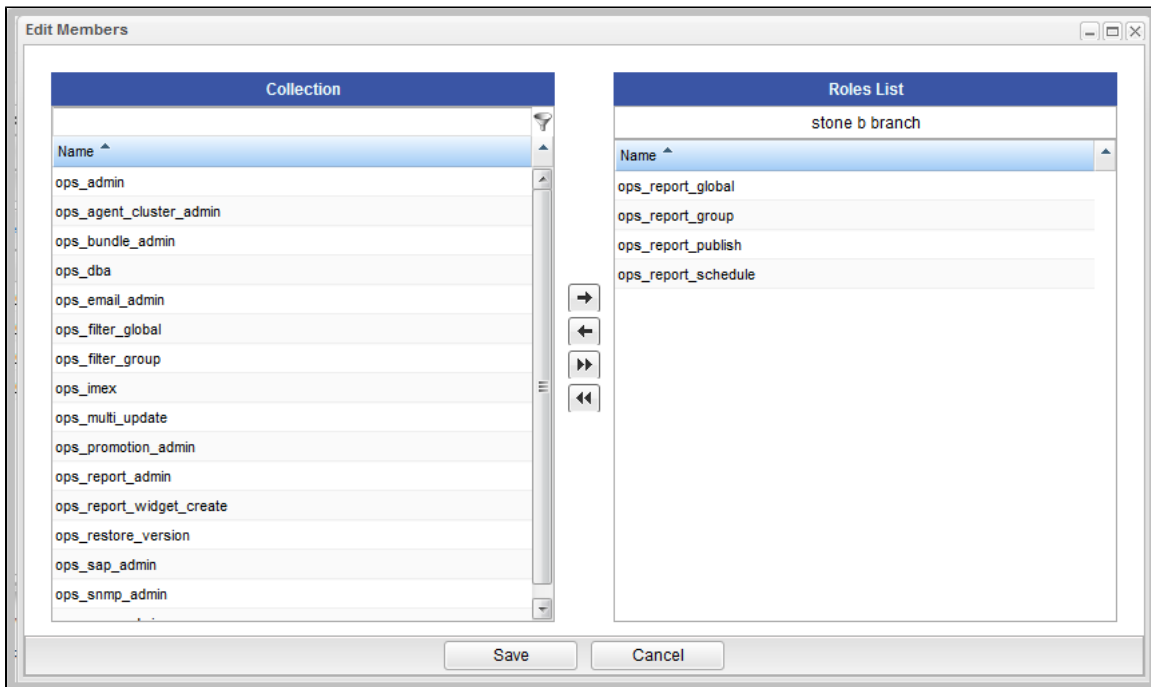 Edit Members
Collection
Name
ops_admin
ops_agent_cluster_admin
ops_bundle_admin
ops_dba
ops_email_admin
ops_filter_global
ops_filter_group
ops_imex
ops_multi_update
ops_promotion_admin
ops_report_admin
ops_report_widget_create
ops_restore_version
ops_sap_admin
ops_snmp_admin
Roles List
stone b branch
Name
ops_report_global
ops_report_group
ops_report_publish
ops_report_schedule
Save Cancel